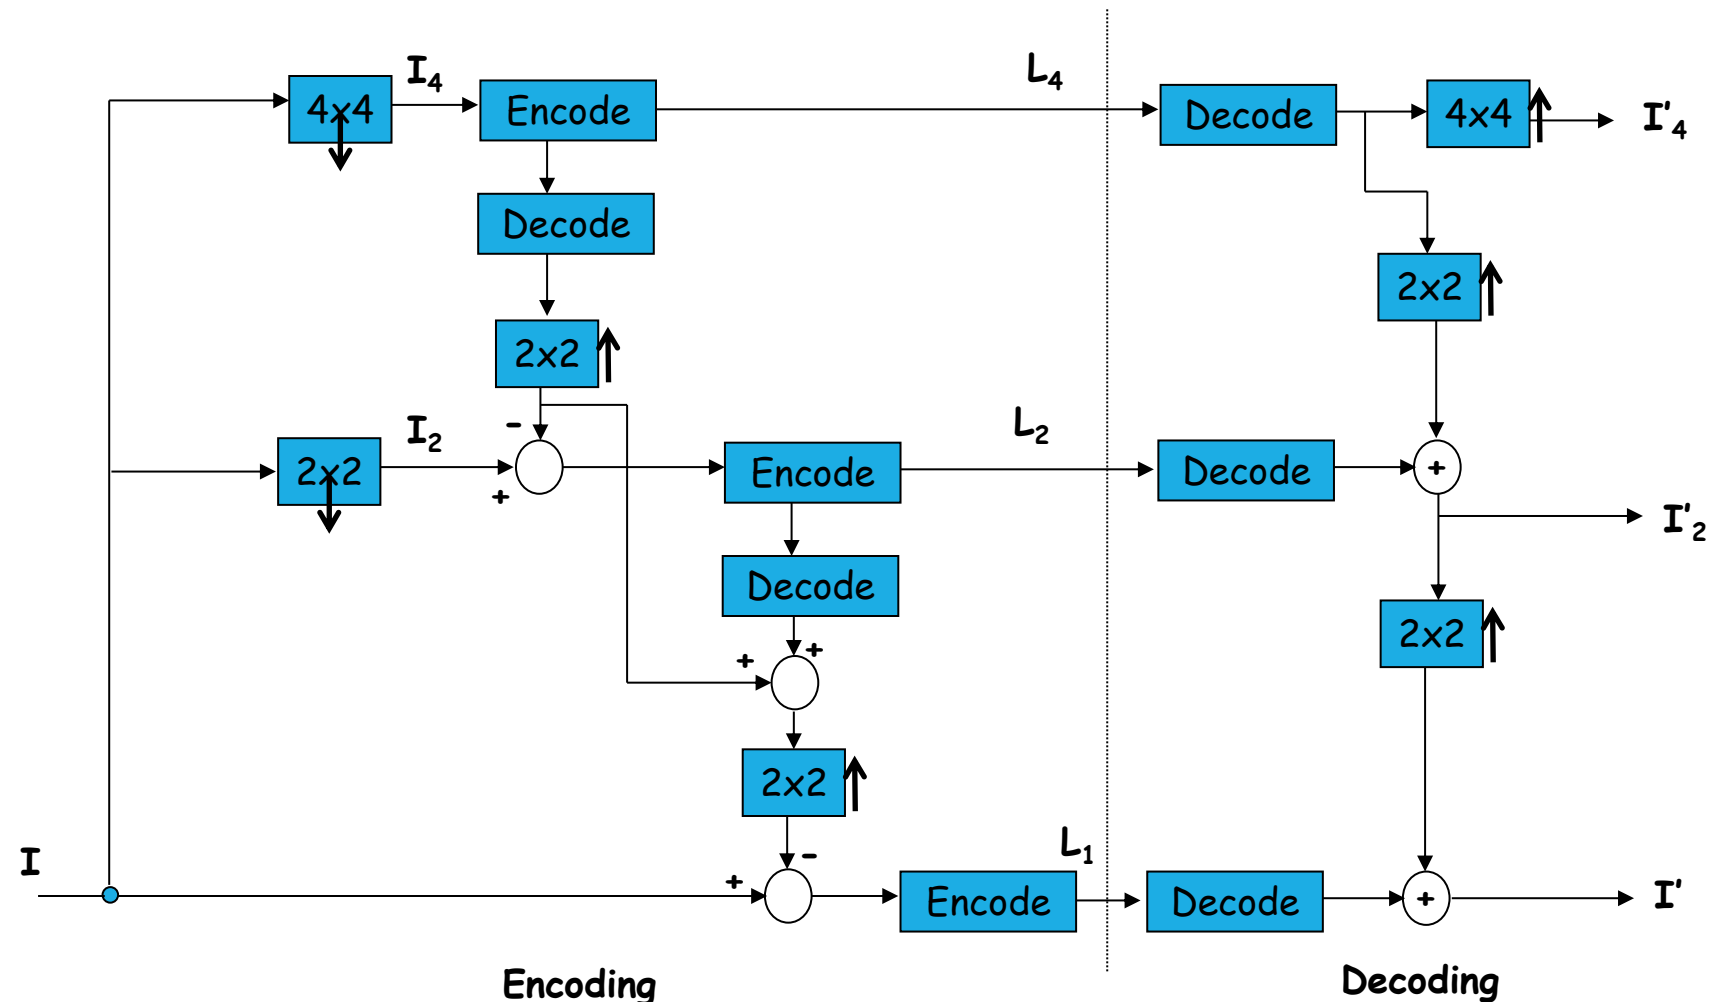 I₄
L₄
4x4
Encode
Decode
4x4
I'₄
Decode
2x2
2x2
I₂
L₂
-
2x2
+
Encode
Decode
+
I'₂
Decode
+
+
2x2
2x2
I
L₁
-
+
Encode
Decode
+
I'
Encoding
Decoding